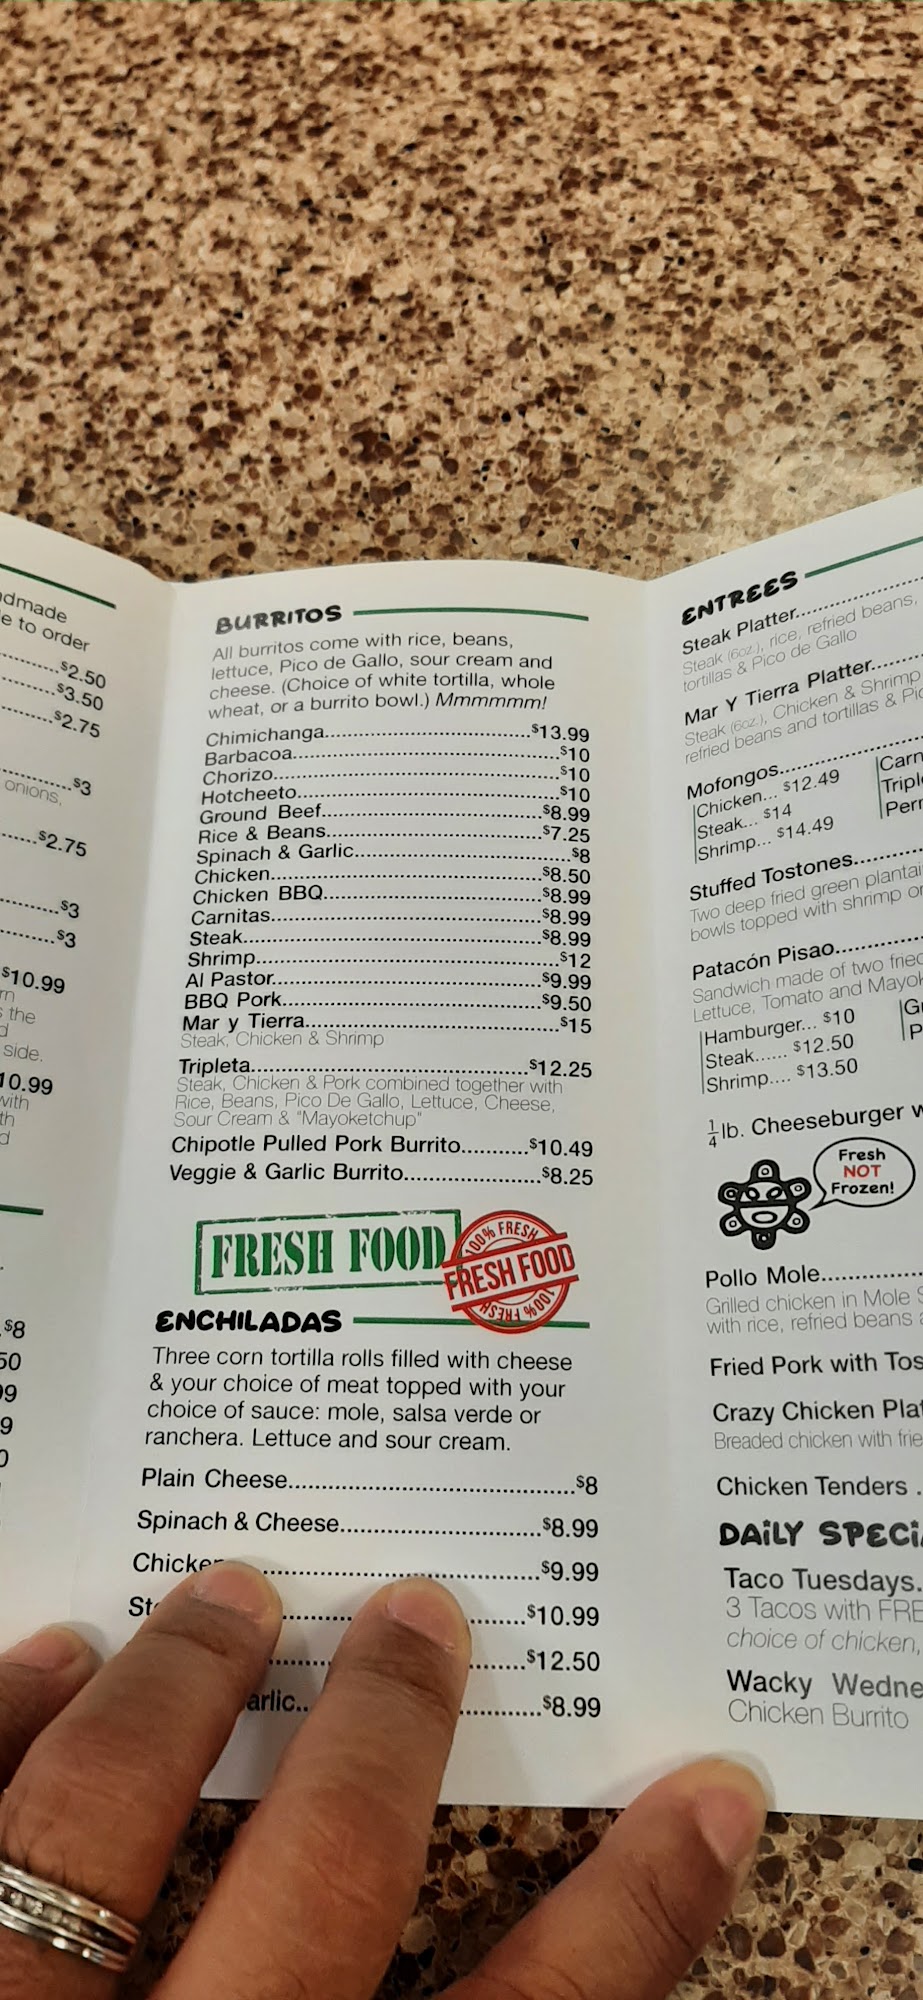 dmade
e to order
$2.50
$3.50
$2.75
$3
onions,
$2.75
$3
$3
$10.99
the
side.
10.99
with
$8
BURRITOS
All burritos come with rice, beans,
lettuce, Pico de Gallo, sour cream and
cheese. (Choice of white tortilla, whole
wheat, or a burrito bowl.) Mmmmmm!
Chimichanga.....$13.99
Barbacoa.....$10
Chorizo.....$10
Hotcheeto.....$10
Ground Beef.....$8.99
Rice & Beans.....$7.25
Spinach & Garlic.....$8
Chicken.....$8.50
Chicken BBQ.....$8.99
Carnitas.....$8.99
Steak.....$8.99
Shrimp.....$12
Al Pastor.....$9.99
BBQ Pork.....$9.50
Mar y Tierra.....$15
Steak, Chicken & Shrimp
Tripleta.....$12.25
Steak, Chicken & Pork combined together with
Rice, Beans, Pico De Gallo, Lettuce, Cheese,
Sour Cream & "Mayoketchup"
Chipotle Pulled Pork Burrito.....$10.49
Veggie & Garlic Burrito.....$8.25
FRESH FOOD
100% FRESH
FRESH FOOD
100% FRESH
ENCHILADAS
Three corn tortilla rolls filled with cheese
& your choice of meat topped with your
choice of sauce: mole, salsa verde or
ranchera. Lettuce and sour cream.
Plain Cheese.....$8
Spinach & Cheese.....$8.99
Chicken.....$9.99
St.....$10.99
.....$12.50
arlic.....$8.99
ENTREES
Steak Platter.....
Steak (6oz.), rice, refried beans,
tortillas & Pico de Gallo
Mar Y Tierra Platter.....
Steak (6oz.), Chicken & Shrimp
refried beans and tortillas & Pic
Mofongos.....
Chicken... $12.49 Carn
Steak... $14 Triple
Shrimp... $14.49 Pern
Stuffed Tostones.....
Two deep fried green plantai
bowls topped with shrimp or
Patacón Pisao.....
Sandwich made of two fried
Lettuce, Tomato and Mayok
Hamburger... $10
Steak...... $12.50
Shrimp.... $13.50
1/4 lb. Cheeseburger w
Fresh
NOT
Frozen!
Pollo Mole.....
Grilled chicken in Mole S
with rice, refried beans a
Fried Pork with Tos
Crazy Chicken Plat
Breaded chicken with frie
Chicken Tenders .
DAILY SPECIA
Taco Tuesdays.
3 Tacos with FRE
choice of chicken,
Wacky Wedne
Chicken Burrito